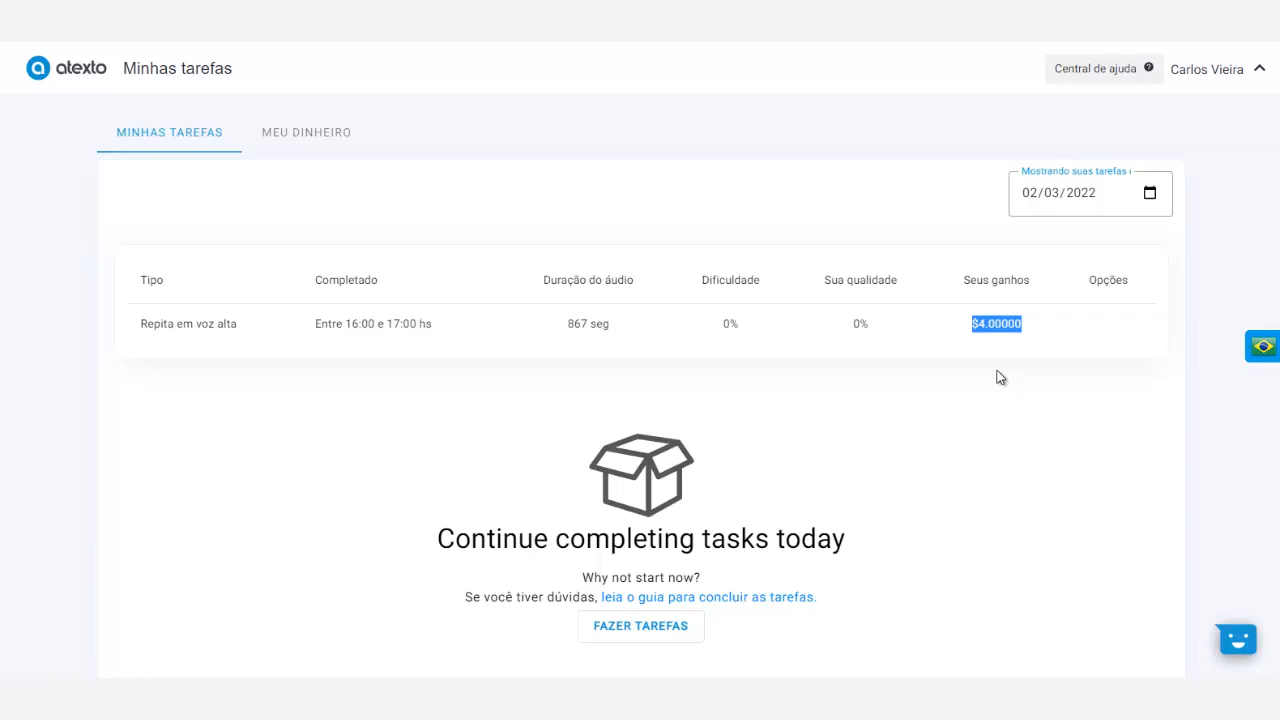 atexto Minhas tarefas Central de ajuda ? Carlos Vieira
MINHAS TAREFAS MEU DINHEIRO
Mostrando suas tarefas
02/03/2022
Tipo Completado Duração do áudio Dificuldade Sua qualidade Seus ganhos Opções
Repita em voz alta Entre 16:00 e 17:00 hs 867 seg 0% 0% $4.00000
Continue completing tasks today
Why not start now?
Se você tiver dúvidas, leia o guia para concluir as tarefas.
FAZER TAREFAS